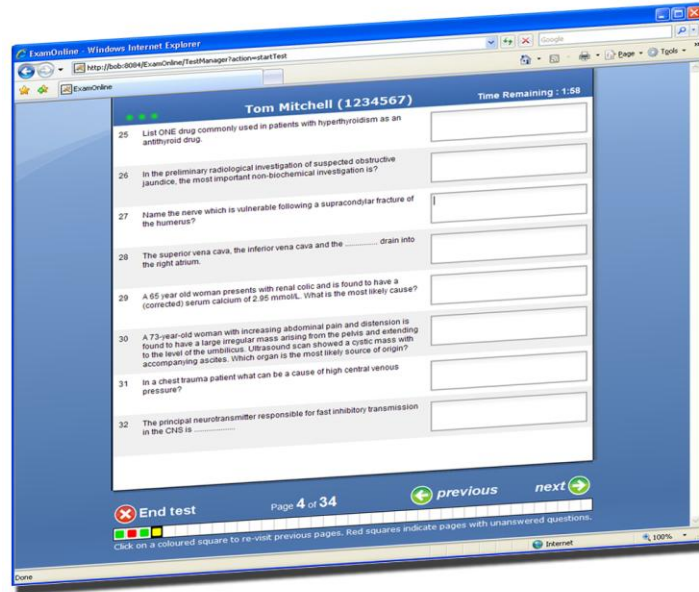 ExamOnline - Windows Internet Explorer
http://bob:8084/ExamOnline/TestManager?action=startTest
Google
ExamOnline
Page
Tools
Tom Mitchell (1234567)
Time Remaining : 1:58
25 List ONE drug commonly used in patients with hyperthyroidism as an
antithyroid drug.
26 In the preliminary radiological investigation of suspected obstructive
jaundice, the most important non-biochemical investigation is?
27 Name the nerve which is vulnerable following a supracondylar fracture of
the humerus?
28 The superior vena cava, the inferior vena cava and the .............. drain into
the right atrium.
29 A 65 year old woman presents with renal colic and is found to have a
(corrected) serum calcium of 2.95 mmol/L. What is the most likely cause?
30 A 73-year-old woman with increasing abdominal pain and distension is
found to have a large irregular mass arising from the pelvis and extending
to the level of the umbilicus. Ultrasound scan showed a cystic mass with
accompanying ascites. Which organ is the most likely source of origin?
31 In a chest trauma patient what can be a cause of high central venous
pressure?
32 The principal neurotransmitter responsible for fast inhibitory transmission
in the CNS is .................
End test
Page 4 of 34
previous
next
Click on a coloured square to re-visit previous pages. Red squares indicate pages with unanswered questions.
Done
Internet
100%